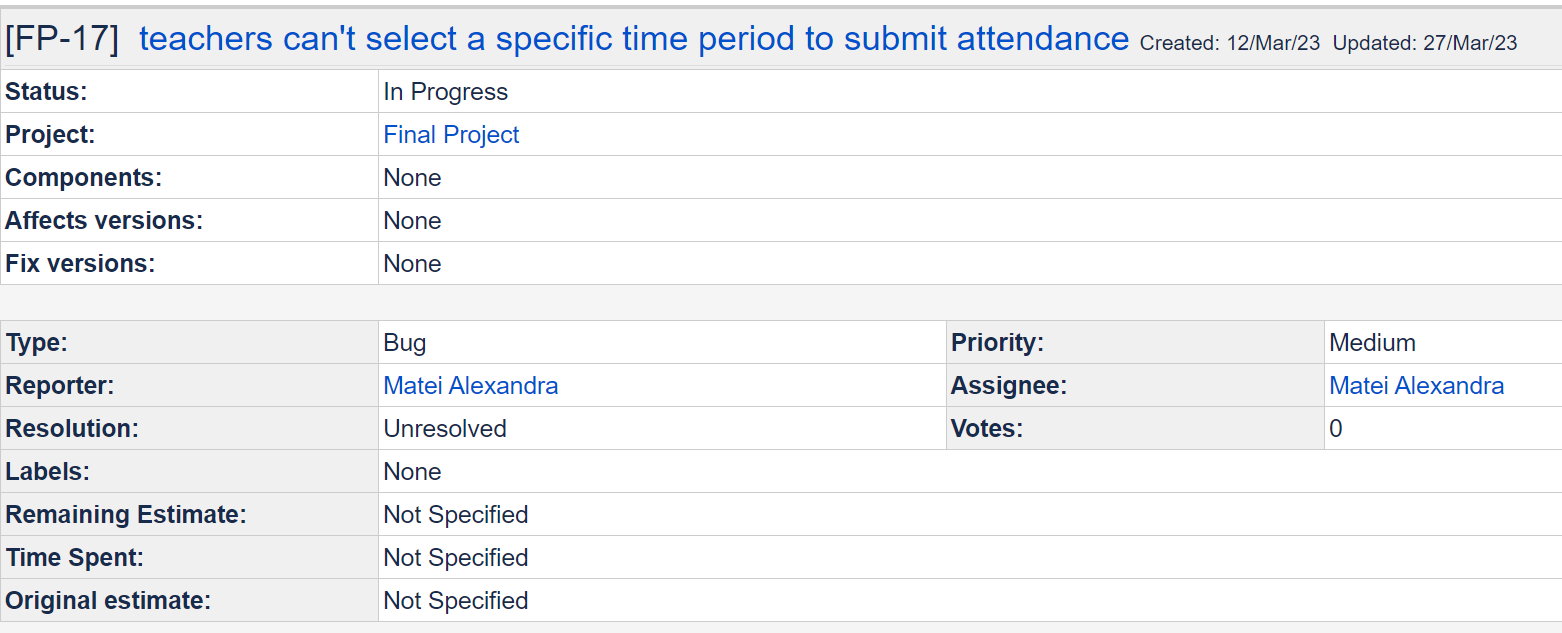 [FP-17] teachers can't select a specific time period to submit attendance Created: 12/Mar/23 Updated: 27/Mar/23
Status: In Progress
Project: Final Project
Components: None
Affects versions: None
Fix versions: None
Type: Bug Priority: Medium
Reporter: Matei Alexandra Assignee: Matei Alexandra
Resolution: Unresolved Votes: 0
Labels: None
Remaining Estimate: Not Specified
Time Spent: Not Specified
Original estimate: Not Specified